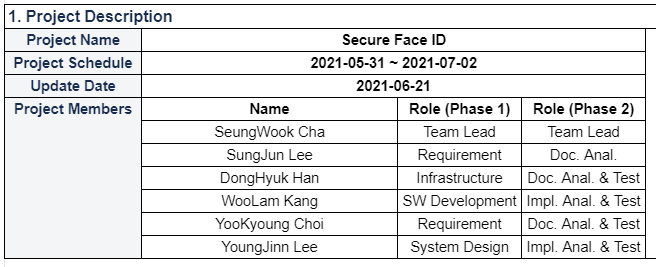 1. Project Description
Project Name Secure Face ID
Project Schedule 2021-05-31 ~ 2021-07-02
Update Date 2021-06-21
Project Members Name Role (Phase 1) Role (Phase 2)
SeungWook Cha Team Lead Team Lead
SungJun Lee Requirement Doc. Anal.
DongHyuk Han Infrastructure Doc. Anal. & Test
WooLam Kang SW Development Impl. Anal. & Test
YooKyoung Choi Requirement Doc. Anal. & Test
YoungJinn Lee System Design Impl. Anal. & Test